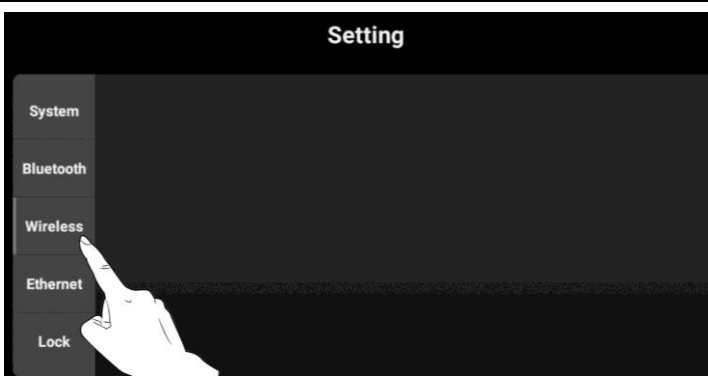 Setting
System
Bluetooth
Wireless
Ethernet
Lock